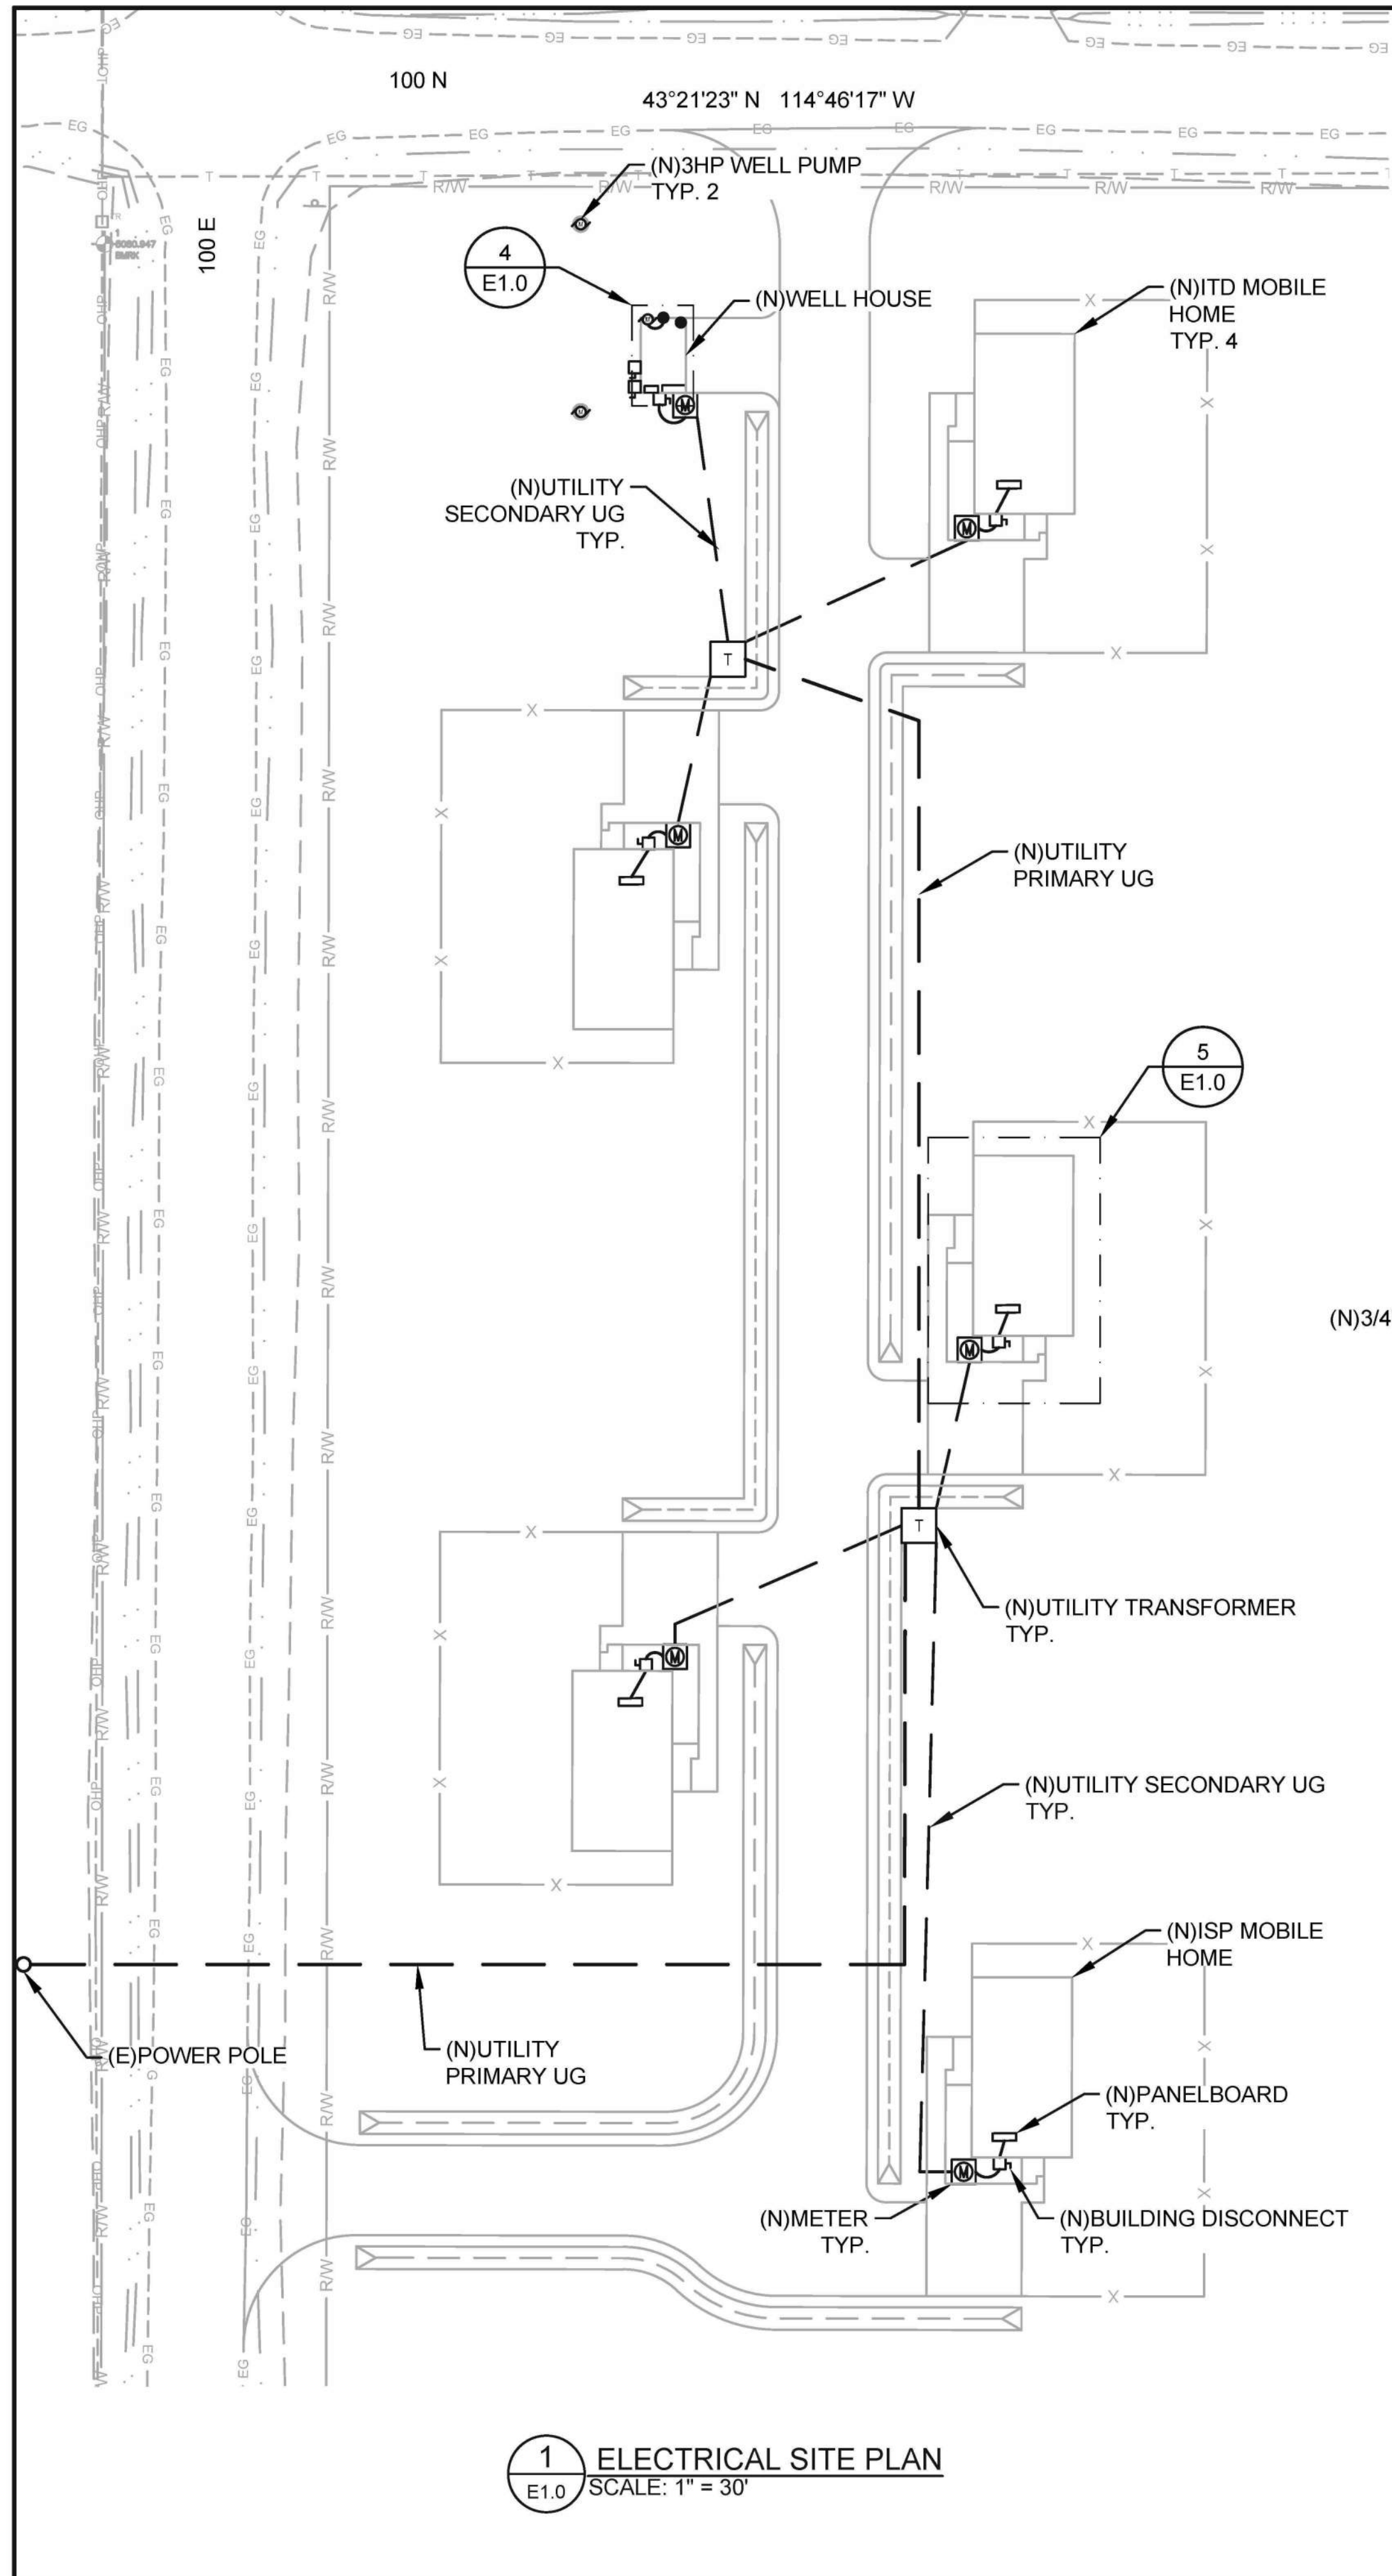 100 N
43°21'23" N 114°46'17" W
(N)3HP WELL PUMP
TYP. 2
100 E
4
E1.0
(N)WELL HOUSE
(N)ITD MOBILE
HOME
TYP. 4
(N)UTILITY
SECONDARY UG
TYP.
T
(N)UTILITY
PRIMARY UG
5
E1.0
(N)3/4
T
(N)UTILITY TRANSFORMER
TYP.
(N)UTILITY SECONDARY UG
TYP.
(N)ISP MOBILE
HOME
(E)POWER POLE
(N)UTILITY
PRIMARY UG
(N)PANELBOARD
TYP.
(N)METER
TYP.
(N)BUILDING DISCONNECT
TYP.
1
E1.0
ELECTRICAL SITE PLAN
SCALE: 1" = 30'